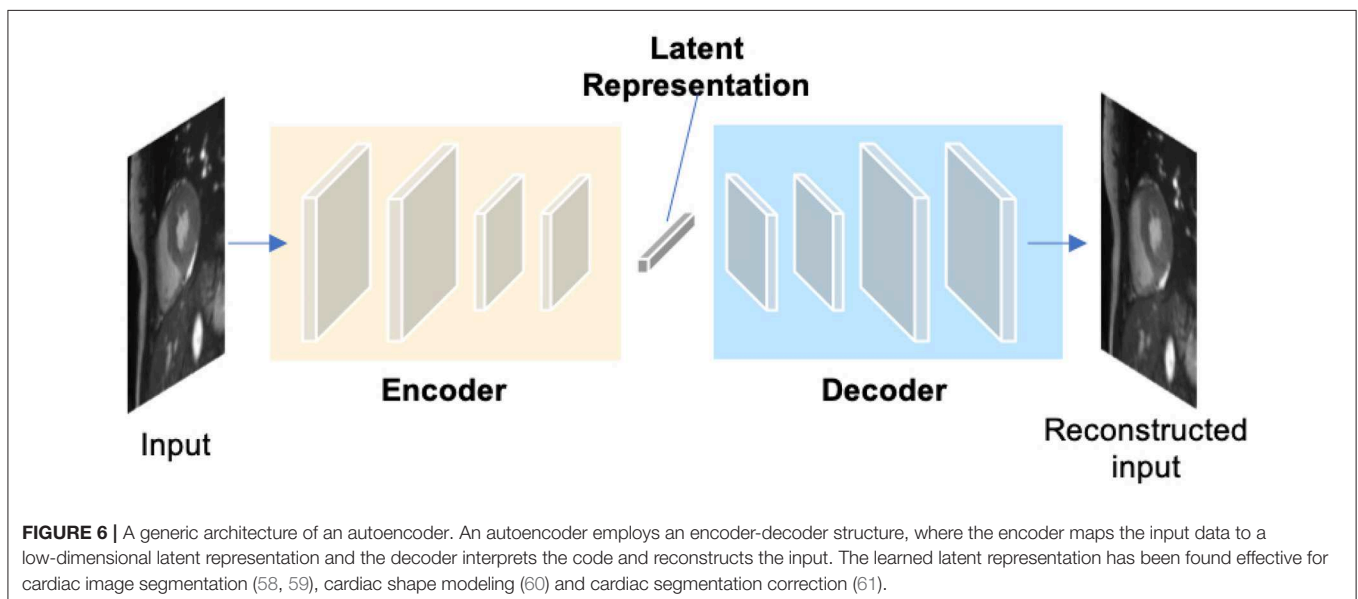 Latent
Representation
Encoder
Decoder
Input
Reconstructed
input
FIGURE 6 | A generic architecture of an autoencoder. An autoencoder employs an encoder-decoder structure, where the encoder maps the input data to a
low-dimensional latent representation and the decoder interprets the code and reconstructs the input. The learned latent representation has been found effective for
cardiac image segmentation (58, 59), cardiac shape modeling (60) and cardiac segmentation correction (61).